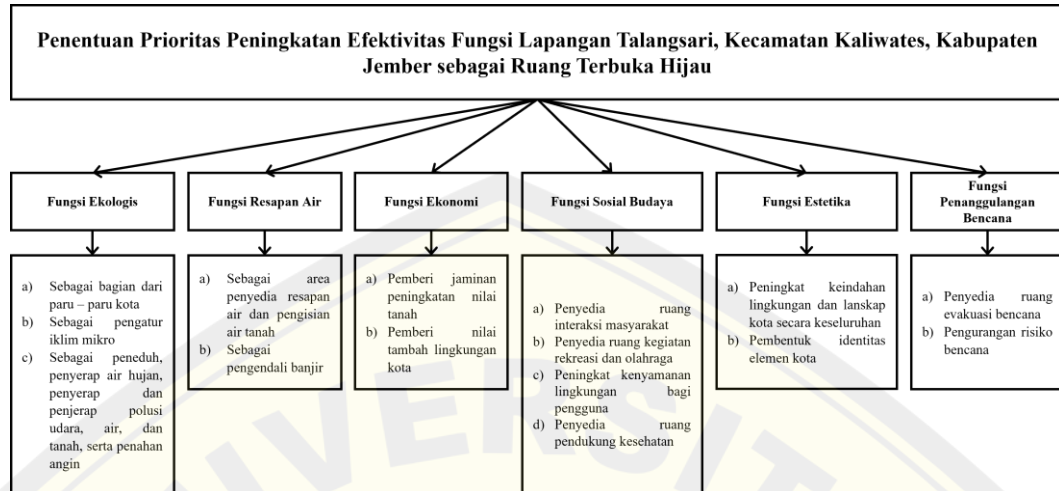 Penentuan Prioritas Peningkatan Efektivitas Fungsi Lapangan Talangsari, Kecamatan Kaliwates, Kabupaten
Jember sebagai Ruang Terbuka Hijau
Fungsi Ekologis
Fungsi Resapan Air
Fungsi Ekonomi
Fungsi Sosial Budaya
Fungsi Estetika
Fungsi
Penanggulangan
Bencana
a) Sebagai bagian dari
paru – paru kota
b) Sebagai pengatur
iklim mikro
c) Sebagai peneduh,
penyerap air hujan,
penyerap dan
penjerap polusi
udara, air, dan
tanah, serta penahan
angin
a) Sebagai area
penyedia resapan
air dan pengisian
air tanah
b) Sebagai
pengendali banjir
a) Pemberi jaminan
peningkatan nilai
tanah
b) Pemberi nilai
tambah lingkungan
kota
a) Penyedia ruang
interaksi masyarakat
b) Penyedia ruang kegiatan
rekreasi dan olahraga
c) Peningkat kenyamanan
lingkungan bagi
pengguna
d) Penyedia ruang
pendukung kesehatan
a) Peningkat keindahan
lingkungan dan lanskap
kota secara keseluruhan
b) Pembentuk identitas
elemen kota
a) Penyedia ruang
evakuasi bencana
b) Pengurangan risiko
bencana
VERSIT